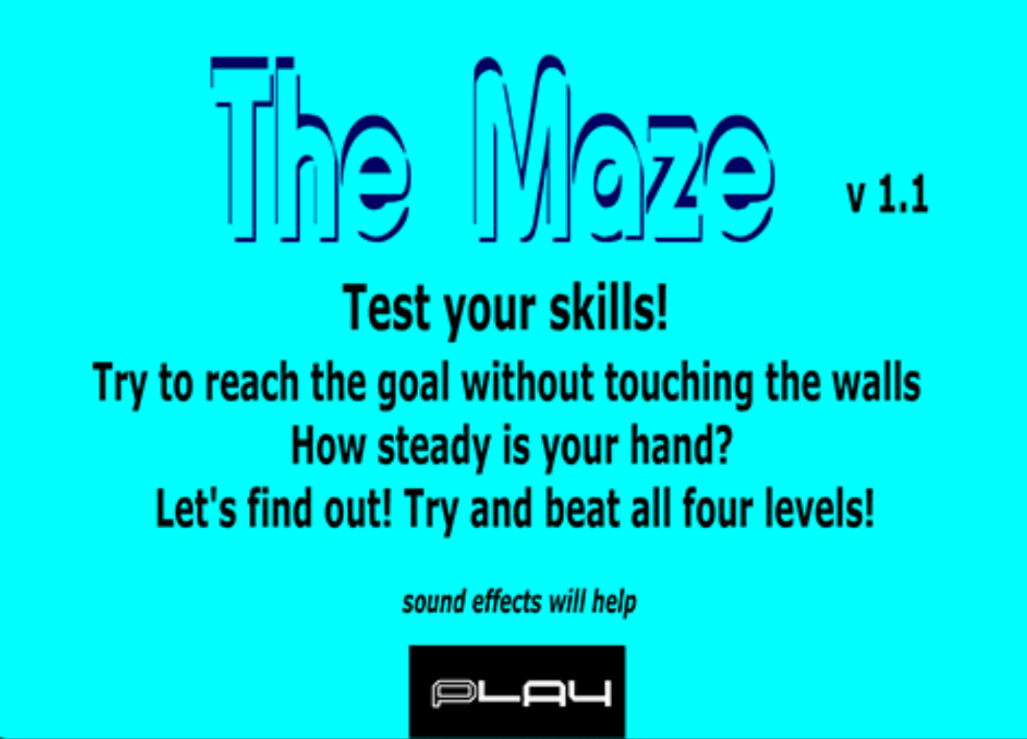 The Maze
v 1.1
Test your skills!
Try to reach the goal without touching the walls
How steady is your hand?
Let's find out! Try and beat all four levels!
sound effects will help
PLAY